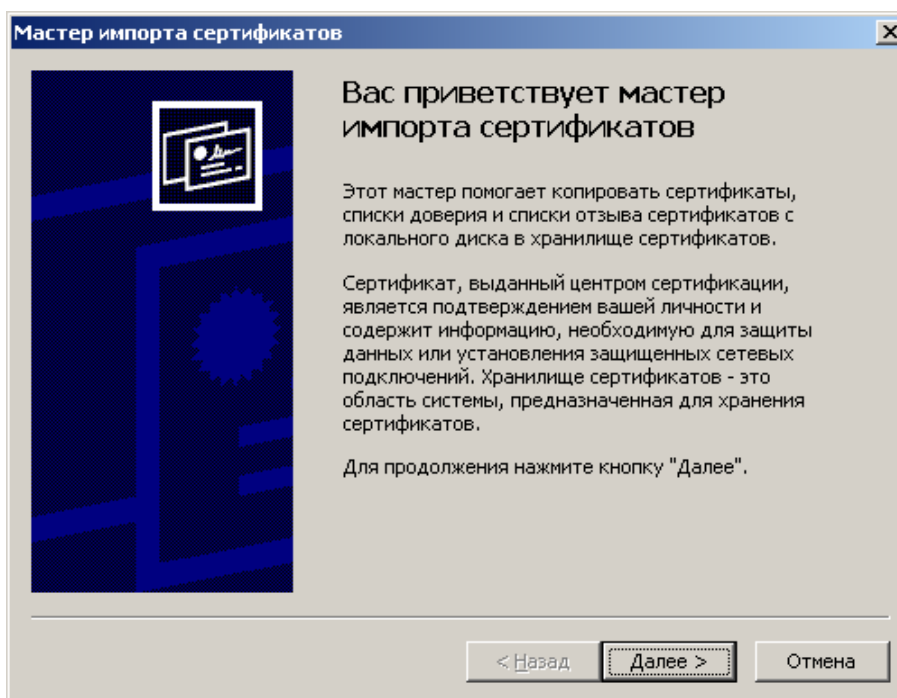 Мастер импорта сертификатов
Вас приветствует мастер
импорта сертификатов
Этот мастер помогает копировать сертификаты,
списки доверия и списки отзыва сертификатов с
локального диска в хранилище сертификатов.
Сертификат, выданный центром сертификации,
является подтверждением вашей личности и
содержит информацию, необходимую для защиты
данных или установления защищенных сетевых
подключений. Хранилище сертификатов - это
область системы, предназначенная для хранения
сертификатов.
Для продолжения нажмите кнопку "Далее".
< Назад Далее > Отмена